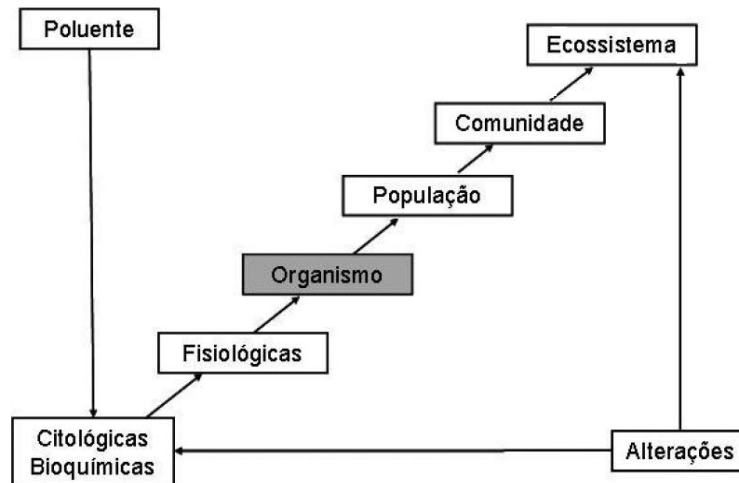 Poluente
Ecossistema
Comunidade
População
Organismo
Fisiológicas
Citológicas
Bioquímicas
Alterações